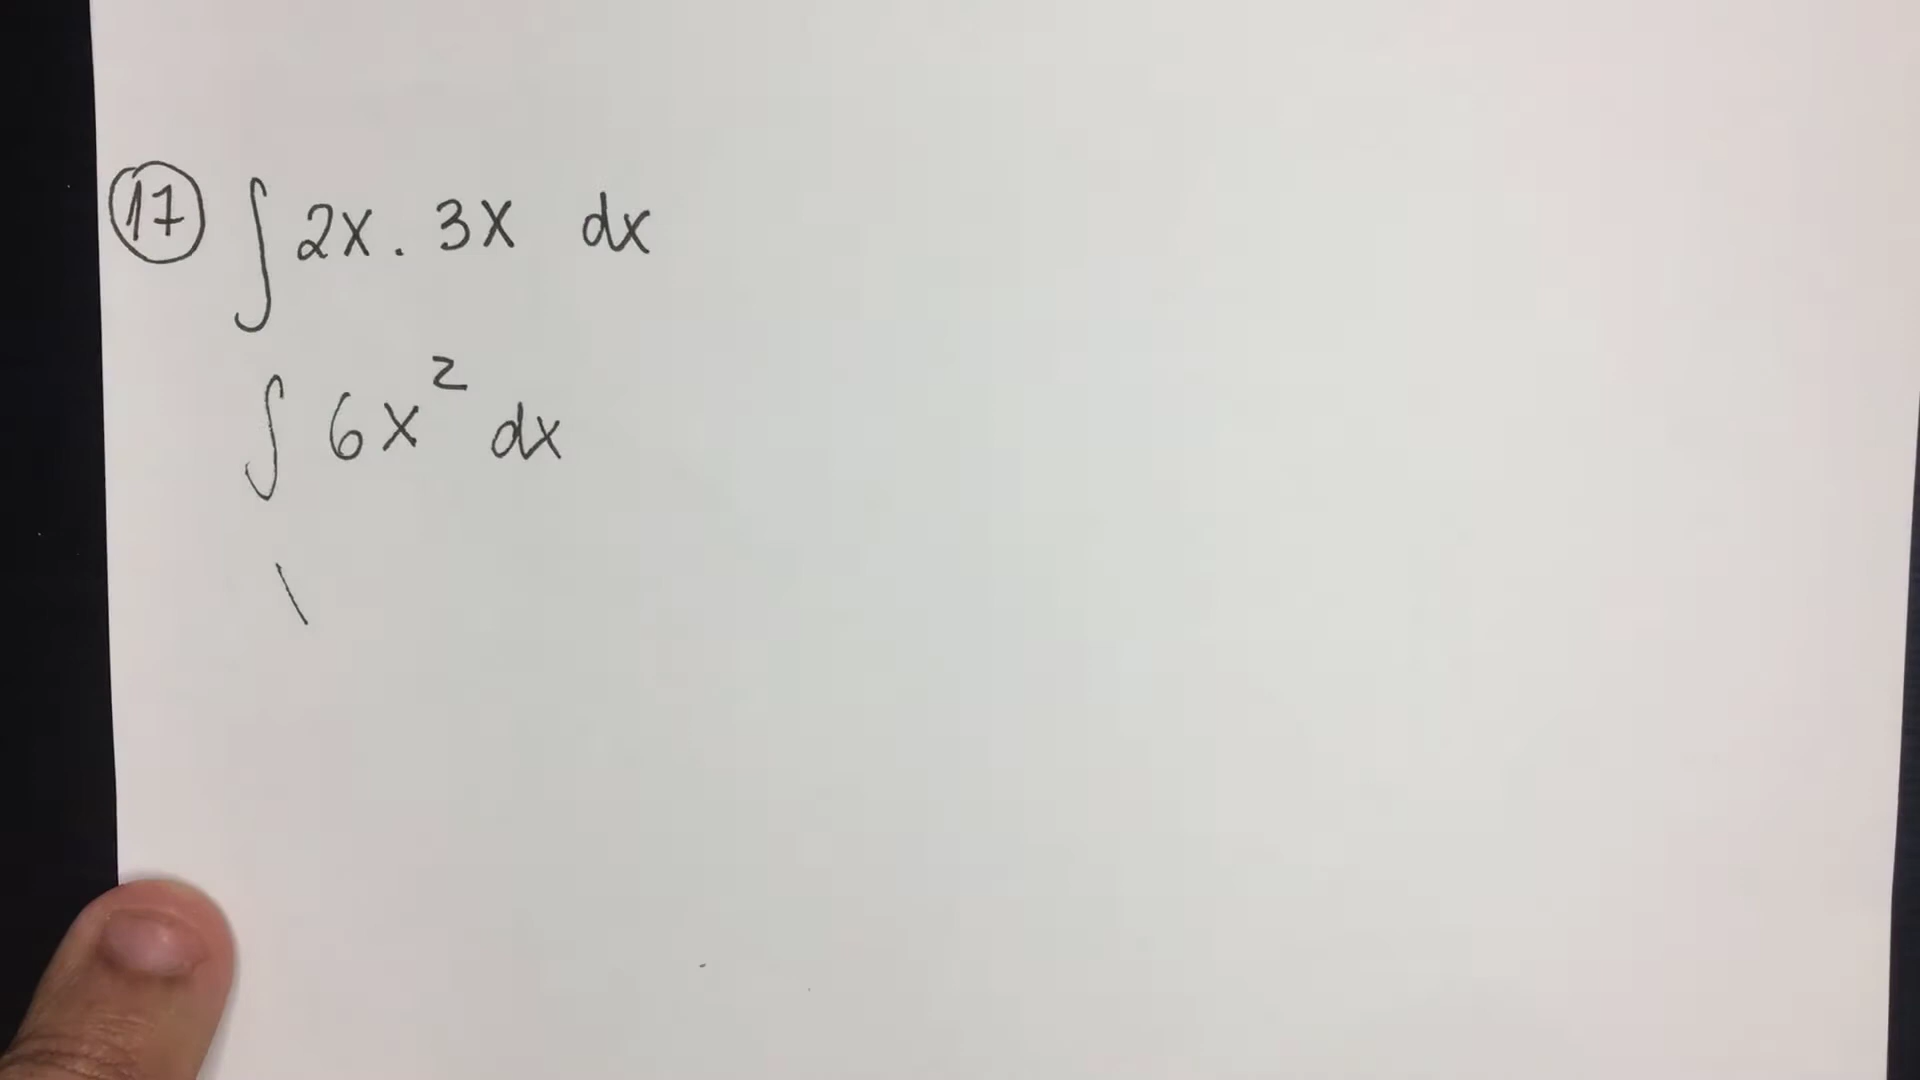 17 ∫ 2x . 3x dx
∫ 6x² dx
\